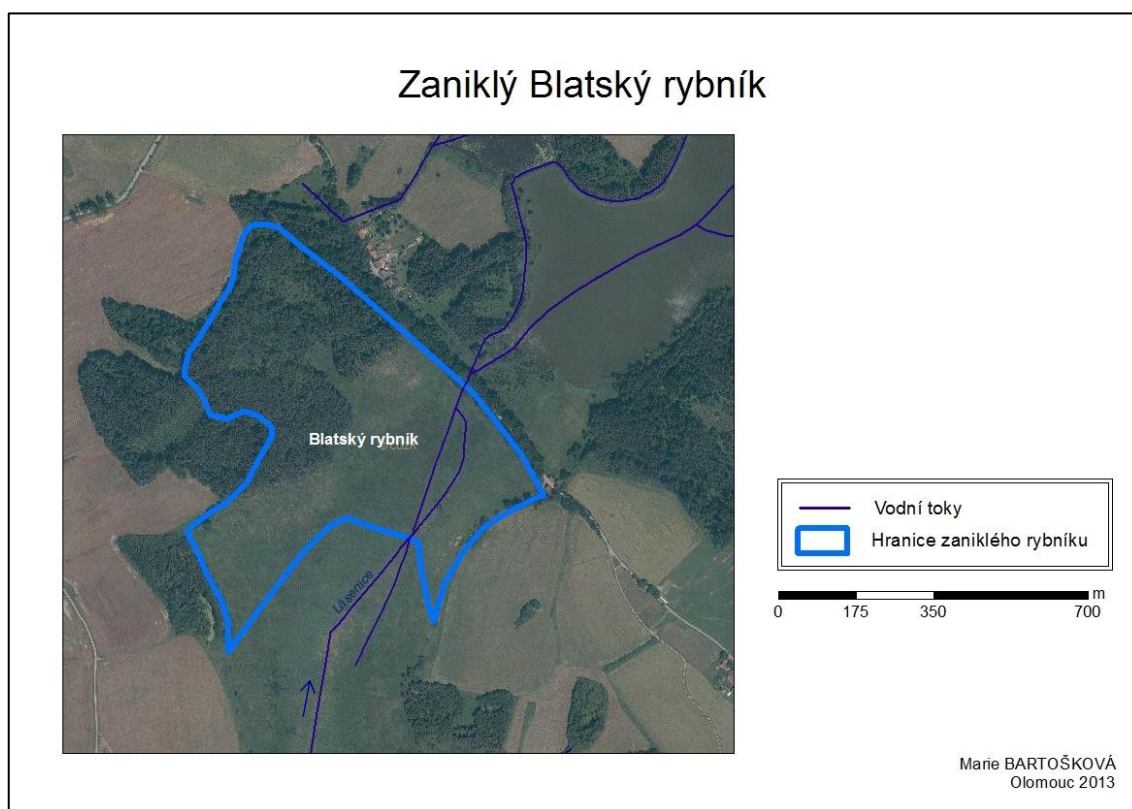 Zaniklý Blatský rybník
Blatský rybník
Lásenice
Vodní toky
Hranice zaniklého rybníku
m
0 175 350 700
Marie BARTOŠKOVÁ
Olomouc 2013